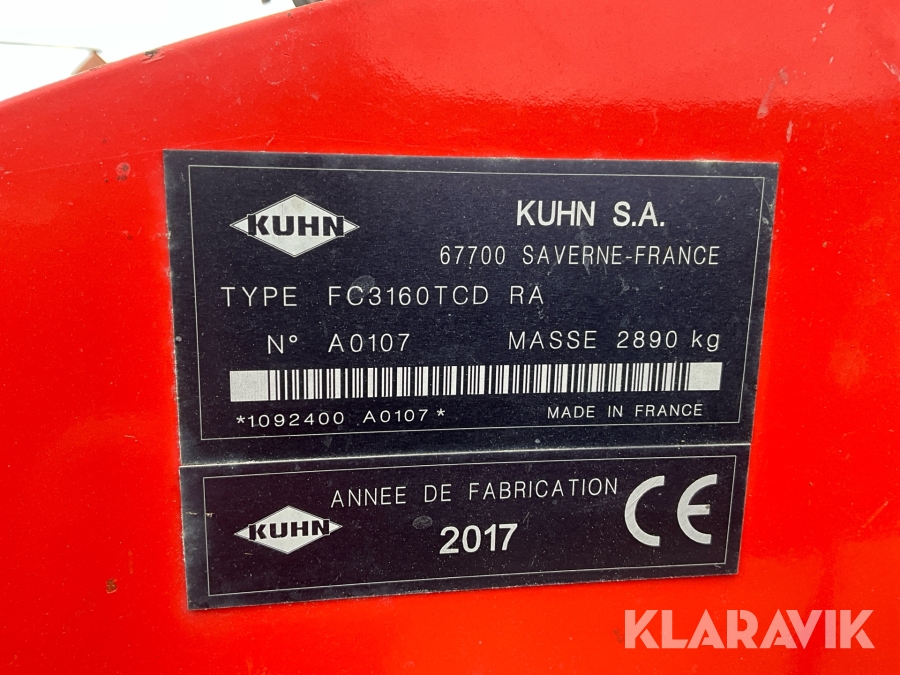 KUHN
KUHN S.A.
67700 SAVERNE-FRANCE
TYPE FC3160TCD RA
N° A0107 MASSE 2890 kg
*1092400 A0107*
MADE IN FRANCE
KUHN
ANNEE DE FABRICATION
2017
CE
KLARAVIK